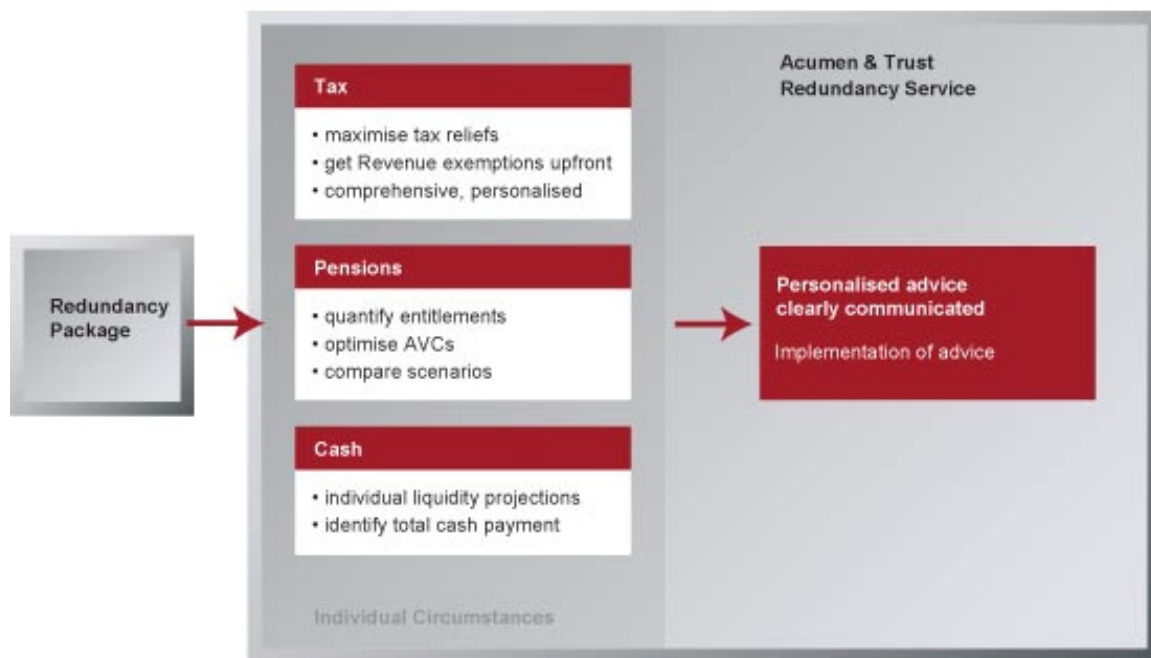 Redundancy
Package
Tax
• maximise tax reliefs
• get Revenue exemptions upfront
• comprehensive, personalised
Pensions
• quantify entitlements
• optimise AVCs
• compare scenarios
Cash
• individual liquidity projections
• identify total cash payment
Individual Circumstances
Acumen & Trust
Redundancy Service
Personalised advice
clearly communicated
Implementation of advice